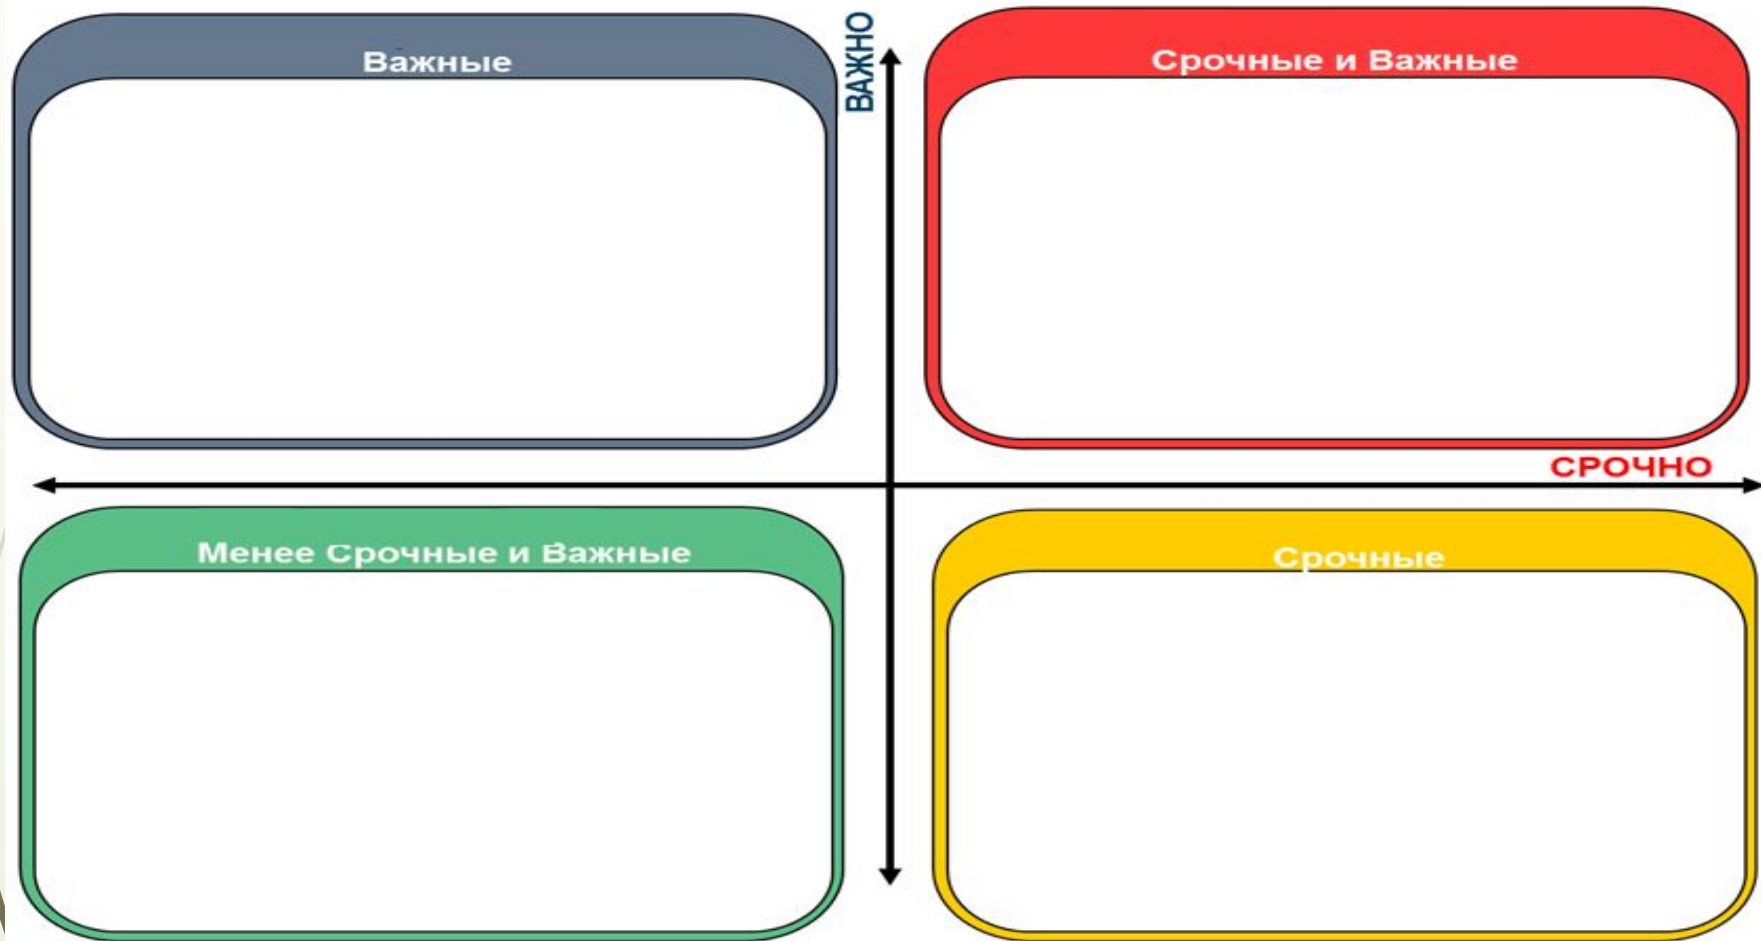 Важные
ВАЖНО
Срочные и Важные
СРОЧНО
Менее Срочные и Важные
Срочные